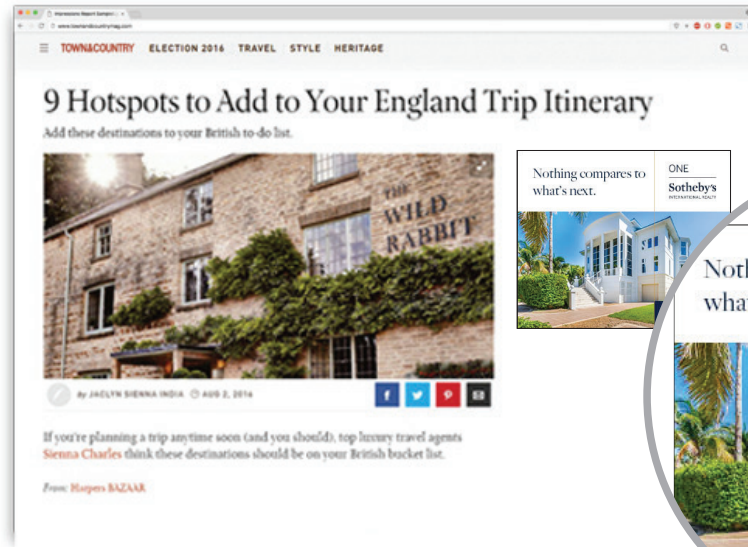 www.townandcountrymag.com
TOWN&COUNTRY ELECTION 2016 TRAVEL STYLE HERITAGE
9 Hotspots to Add to Your England Trip Itinerary
Add these destinations to your British to-do list.
THE
WILD
RABBIT
by JACLYN SIENNA INDIA AUG 2, 2016
If you're planning a trip anytime soon (and you should), top luxury travel agents
Sienna Charles think these destinations should be on your British bucket list.
From: Harpers BAZAAR
Nothing compares to
what's next.
ONE
Sotheby's
INTERNATIONAL REALTY
Noth
what